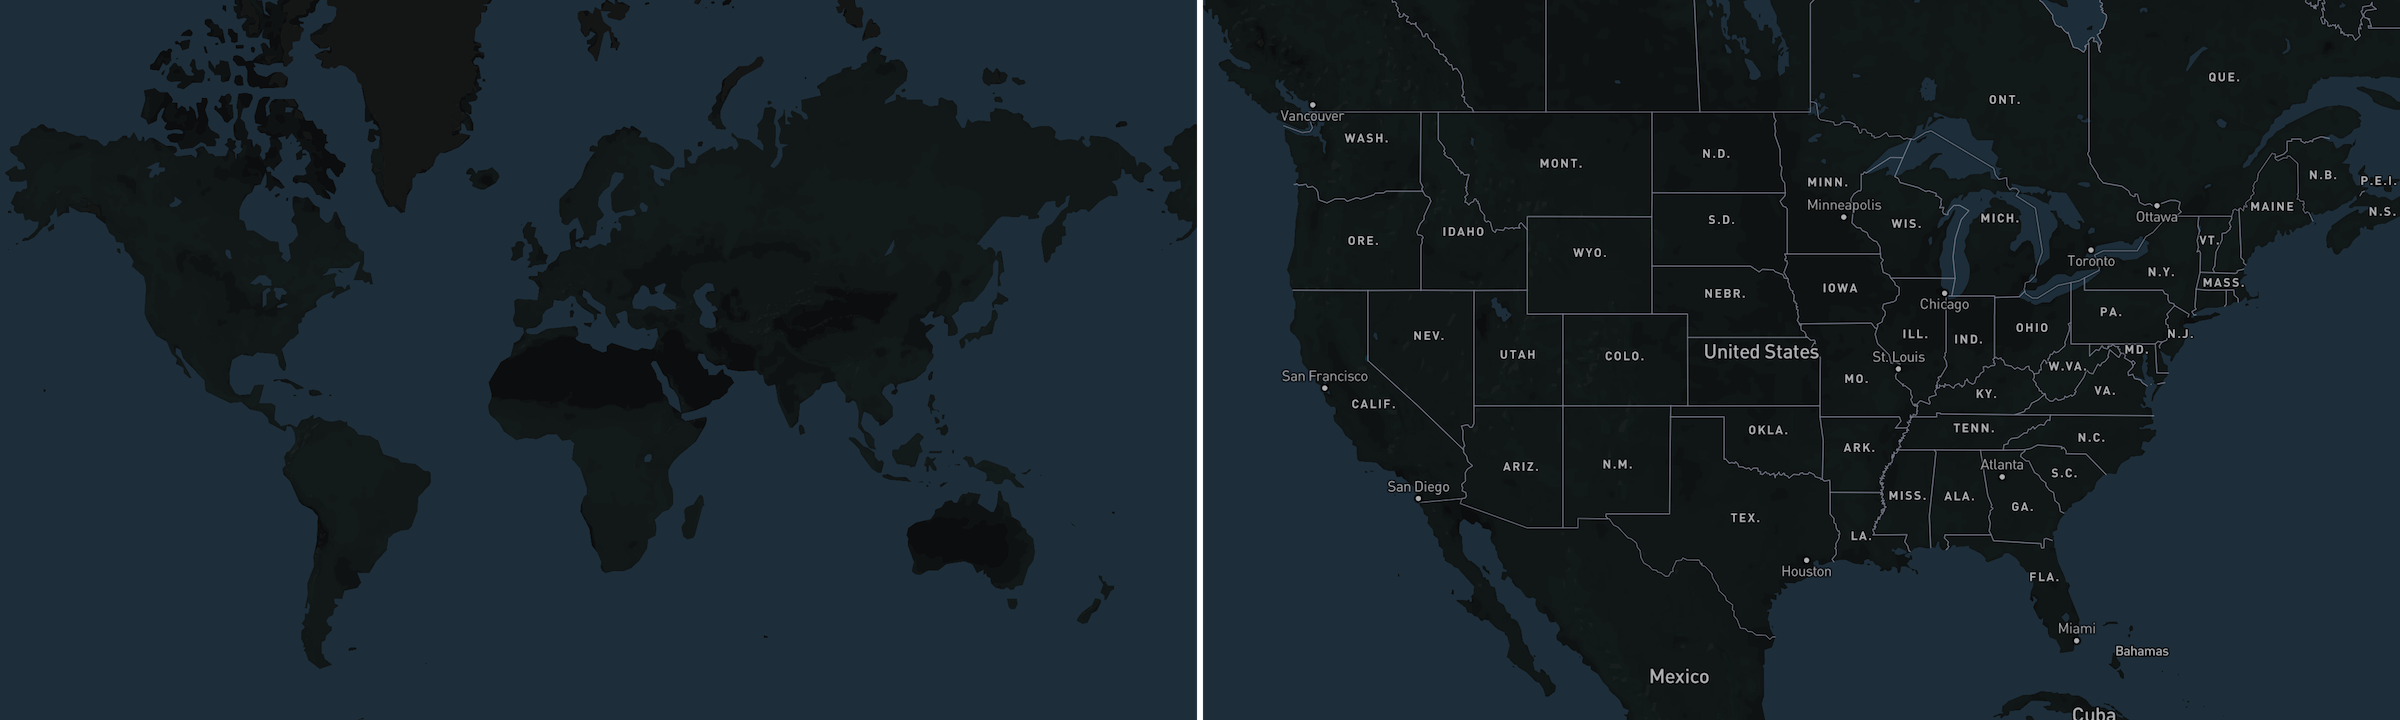 QUE.
ONT.
Vancouver
WASH.
N.D.
MONT.
N.B.
MINN.
P.E.I.
Minneapolis
MAINE
N.S.
Ottawa
MICH.
S.D.
WIS.
IDAHO
ORE.
VT.
WYO.
Toronto
N.Y.
MASS.
IOWA
NEBR.
Chicago
PA.
OHIO
N.J.
ILL.
NEV.
IND.
MD.
United States
UTAH
COLO.
St. Louis
W.VA.
San Francisco
MO.
VA.
KY.
CALIF.
TENN.
OKLA.
N.C.
ARK.
Atlanta
N.M.
ARIZ.
S.C.
San Diego
MISS.
ALA.
GA.
TEX.
LA.
Houston
FLA.
Miami
Bahamas
Mexico
Cuba